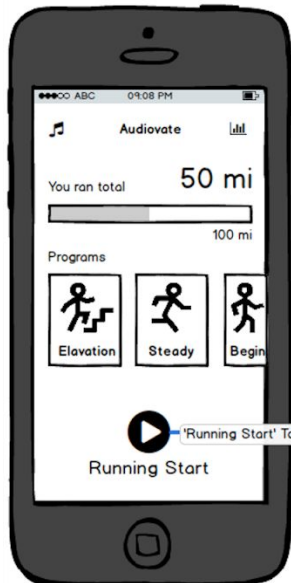 ABC 09:08 PM
Audiovate
You ran total 50 mi
100 mi
Programs
Elavation Steady Begin
'Running Start' To
Running Start